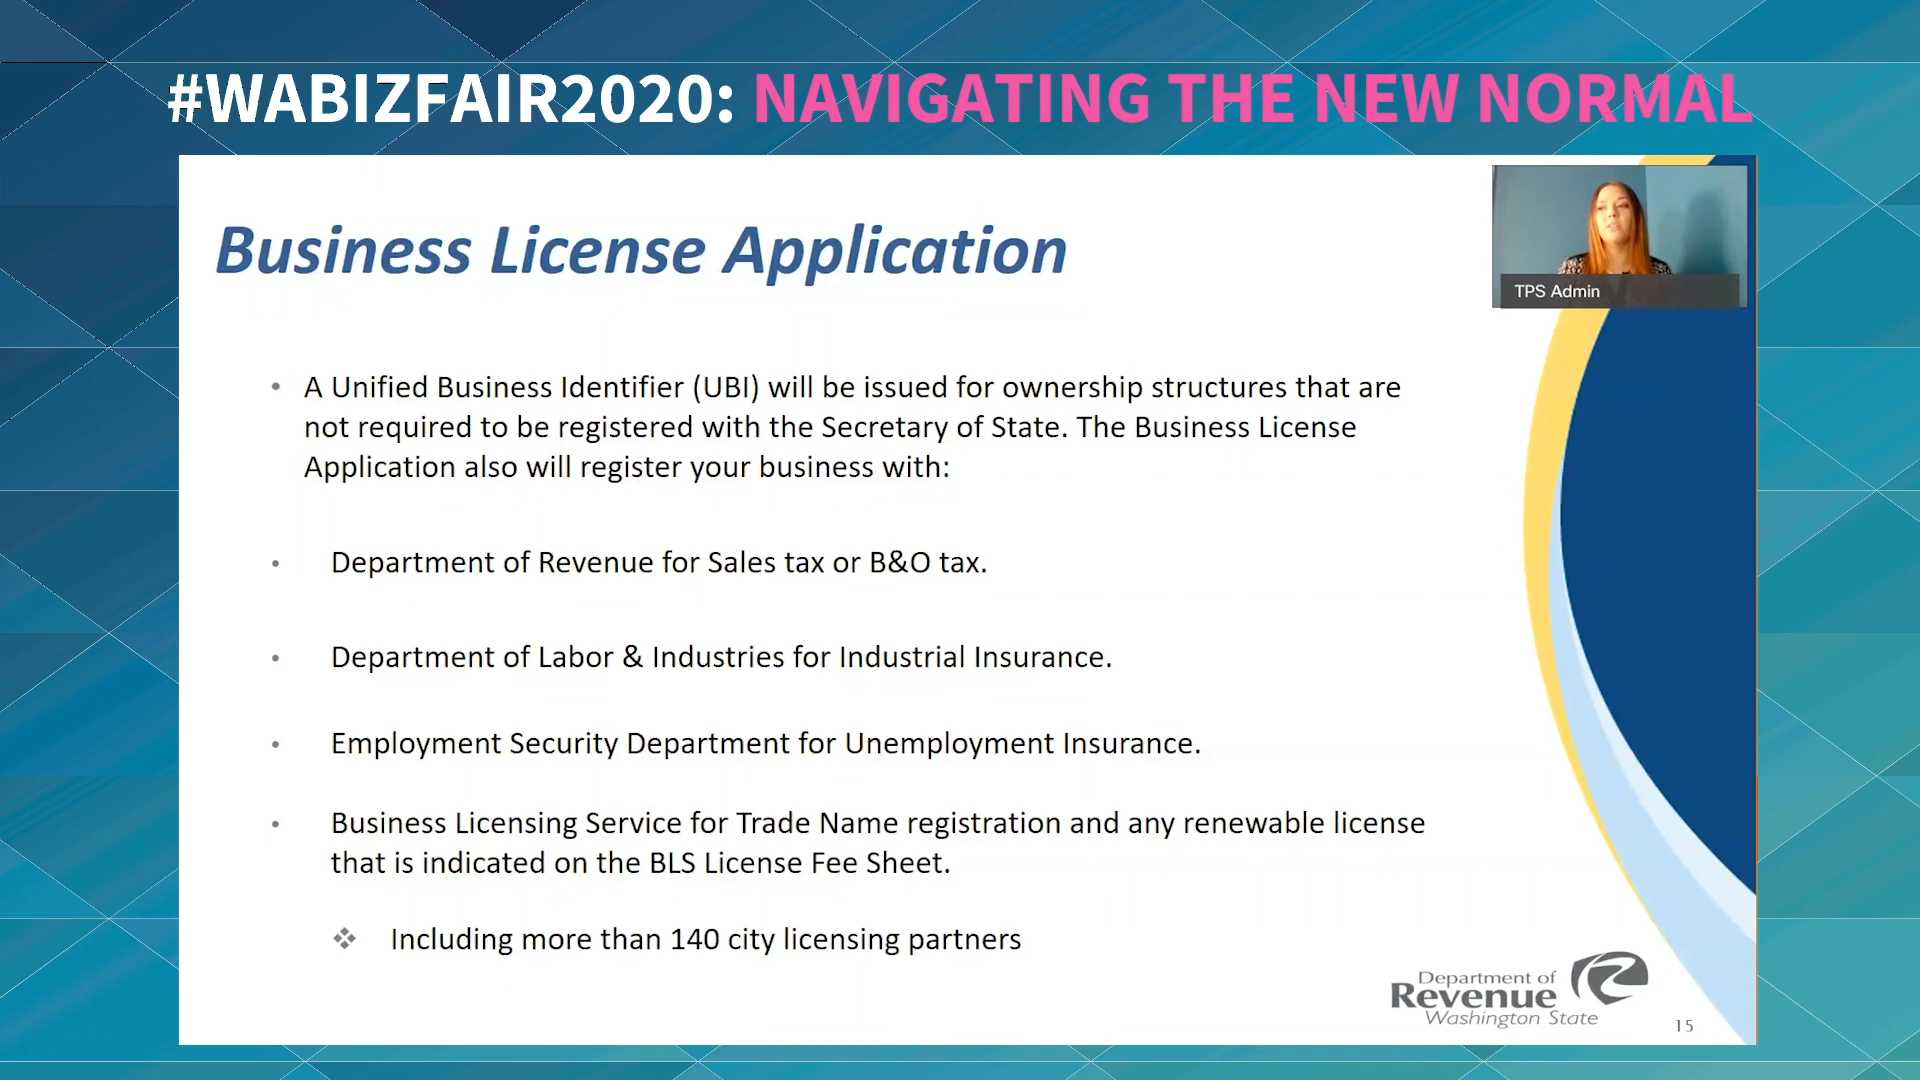 #WABIZFAIR2020: NAVIGATING THE NEW NORMAL
Business License Application
TPS Admin
• A Unified Business Identifier (UBI) will be issued for ownership structures that are
not required to be registered with the Secretary of State. The Business License
Application also will register your business with:
• Department of Revenue for Sales tax or B&O tax.
• Department of Labor & Industries for Industrial Insurance.
• Employment Security Department for Unemployment Insurance.
• Business Licensing Service for Trade Name registration and any renewable license
that is indicated on the BLS License Fee Sheet.
❖ Including more than 140 city licensing partners
Department of
Revenue
Washington State
15